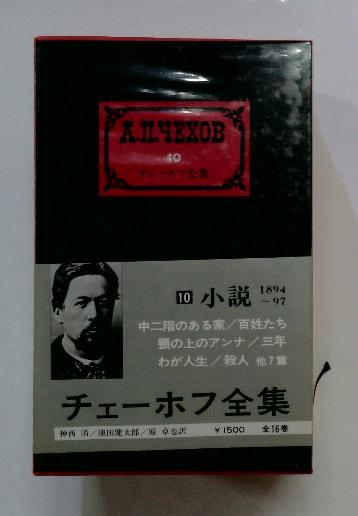 А.П.ЧЕХОВ
10
チェーホフ全集
10 小説 1894
~97
中二階のある家/百姓たち
頸の上のアンナ/三年
わが人生/殺人 他7篇
チェーホフ全集
神西 清/池田健太郎/原 卓也訳 ¥1500 全16巻